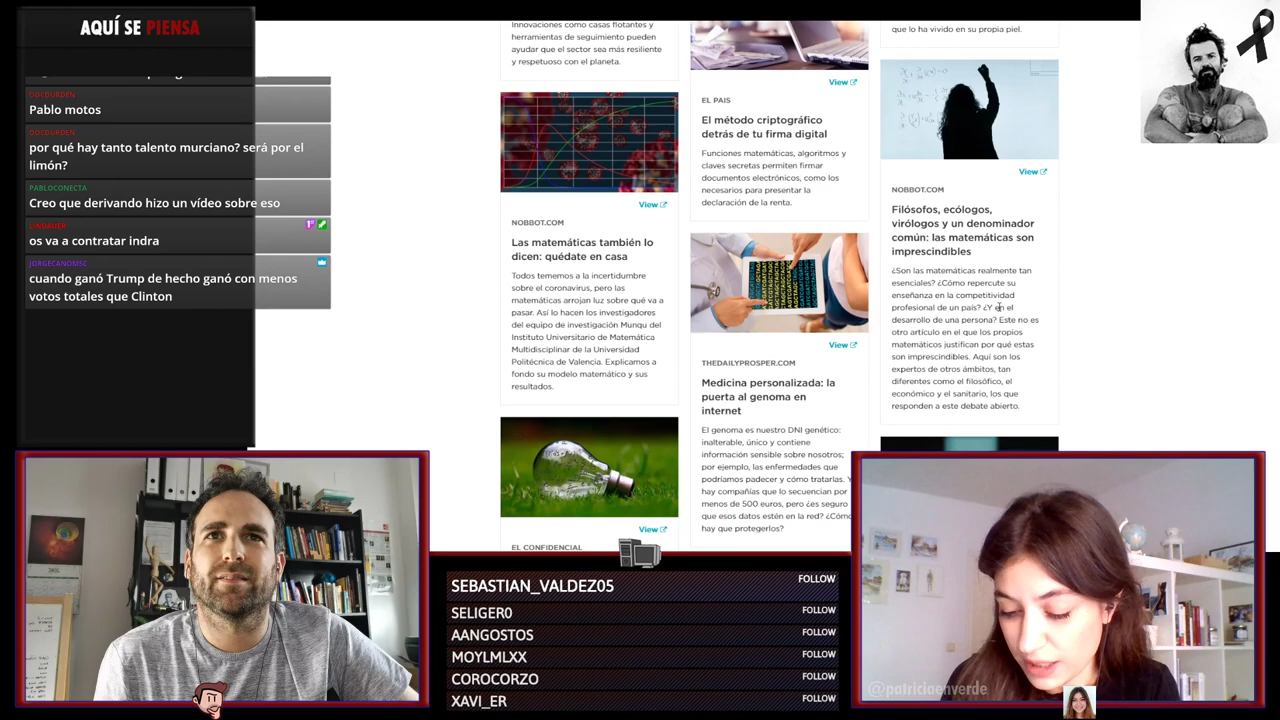 AQUÍ SE PIENSA
DOCDURDEN
Pablo motos
DOCDURDEN
por qué hay tanto talento murciano? será por el
limón?
PABLOCONECTA
Creo que derivando hizo un vídeo sobre eso
LINDAHER
os va a contratar indra
JORGECANOMSC
cuando ganó Trump de hecho ganó con menos
votos totales que Clinton
Innovaciones como casas flotantes y
herramientas de seguimiento pueden
ayudar que el sector sea más resiliente
y respetuoso con el planeta.
View
NOBBOT.COM
Las matemáticas también lo
dicen: quédate en casa
Todos tememos a la incertidumbre
sobre el coronavirus, pero las
matemáticas arrojan luz sobre qué va a
pasar. Así lo hacen los investigadores
del equipo de investigación Munqu del
Instituto Universitario de Matemática
Multidisciplinar de la Universidad
Politécnica de Valencia. Explicamos a
fondo su modelo matemático y sus
resultados.
View
EL CONFIDENCIAL
View
EL PAIS
El método criptográfico
detrás de tu firma digital
Funciones matemáticas, algoritmos y
claves secretas permiten firmar
documentos electrónicos, como los
necesarios para presentar la
declaración de la renta.
View
THEDAILYPROSPER.COM
Medicina personalizada: la
puerta al genoma en
internet
El genoma es nuestro DNI genético:
inalterable, único y contiene
información sensible sobre nosotros;
por ejemplo, las enfermedades que
podríamos padecer y cómo tratarlas. Y
hay compañías que lo secuencian por
menos de 500 euros, pero ¿es seguro
que esos datos estén en la red? ¿Cómo
hay que protegerlos?
que lo ha vivido en su propia piel.
View
NOBBOT.COM
Filósofos, ecólogos,
virólogos y un denominador
común: las matemáticas son
imprescindibles
¿Son las matemáticas realmente tan
esenciales? ¿Cómo repercute su
enseñanza en la competitividad
profesional de un país? ¿Y en el
desarrollo de una persona? Este no es
otro artículo en el que los propios
matemáticos justifican por qué estas
son imprescindibles. Aquí son los
expertos de otros ámbitos, tan
diferentes como el filosófico, el
económico y el sanitario, los que
responden a este debate abierto.
SEBASTIAN_VALDEZ05 FOLLOW
SELIGER0 FOLLOW
AANGOSTOS FOLLOW
MOYLMLXX FOLLOW
COROCORZO FOLLOW
XAVI_ER FOLLOW
@patriciaenverde